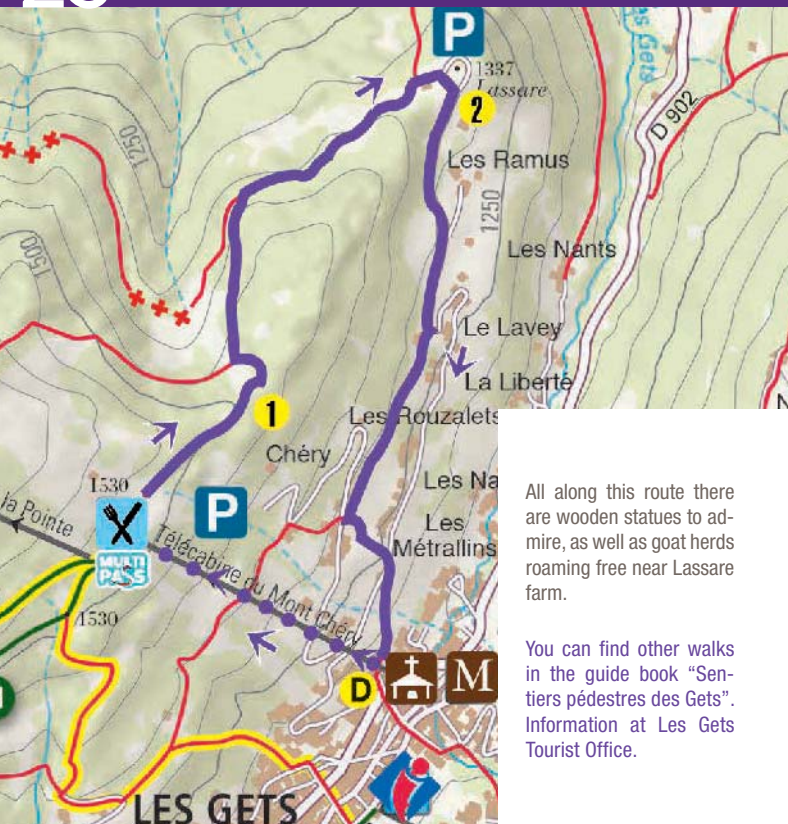 P
1337
Lassare
2
les Gets
D 902
1250
Les Ramus
1250
Les Nants
1500
Le Lavey
La Liberté
1
Les Rouzalets
Chéry
1530
Les Na
la Pointe
P
Les
Métrallins
Télécabine du Mont Chéry
MULTI
PASS
1530
D
M
LES GETS
N
All along this route there
are wooden statues to ad-
mire, as well as goat herds
roaming free near Lassare
farm.
You can find other walks
in the guide book “Sen-
tiers pédestres des Gets”.
Information at Les Gets
Tourist Office.